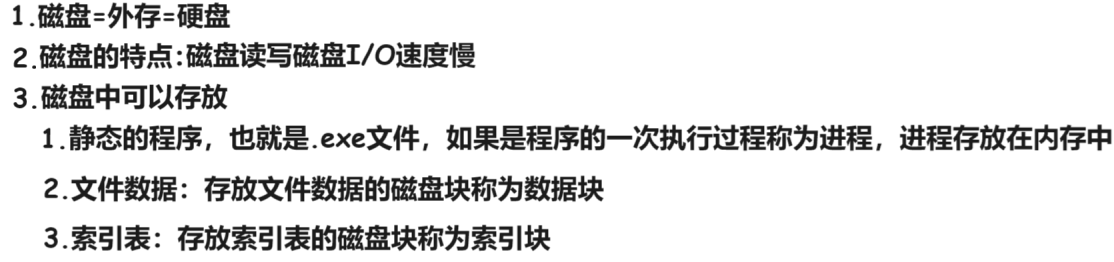 1.磁盘=外存=硬盘
2.磁盘的特点:磁盘读写磁盘I/O速度慢
3.磁盘中可以存放
1.静态的程序，也就是.exe文件，如果是程序的一次执行过程称为进程，进程存放在内存中
2.文件数据：存放文件数据的磁盘块称为数据块
3.索引表：存放索引表的磁盘块称为索引块